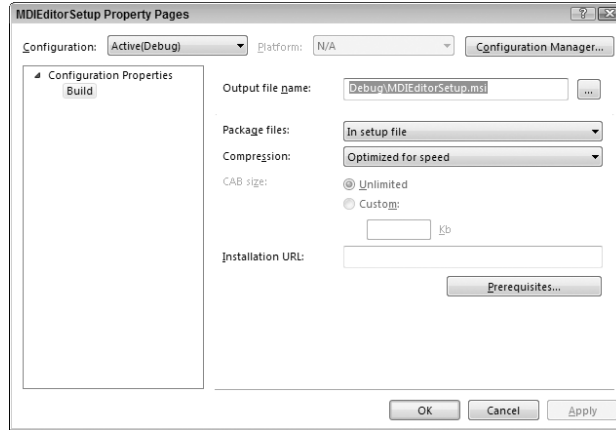 MDIEditorSetup Property Pages
Configuration: Active(Debug) Platform: N/A Configuration Manager...
Configuration Properties
Build
Output file name: Debug\MDIEditorSetup.msi ...
Package files: In setup file
Compression: Optimized for speed
CAB size: Unlimited
Custom:
Kb
Installation URL:
Prerequisites...
OK Cancel Apply